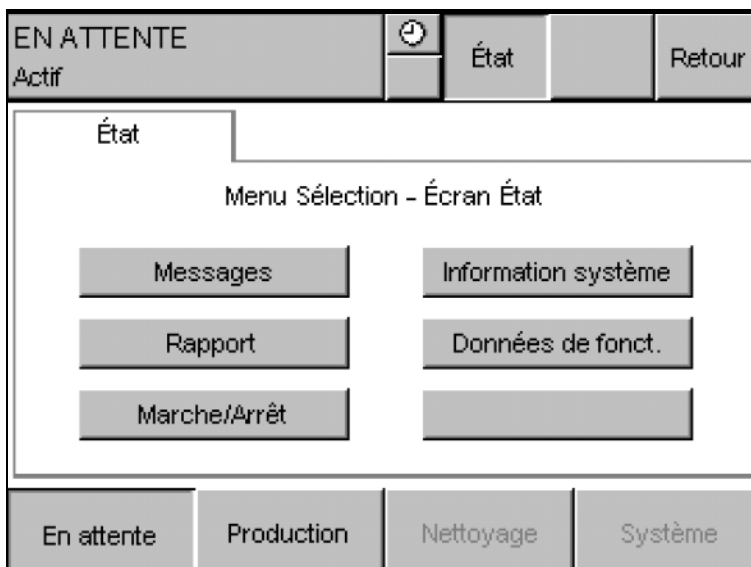 EN ATTENTE
Actif
État
Retour
État
Menu Sélection - Écran État
Messages
Information système
Rapport
Données de fonct.
Marche/Arrêt
En attente
Production
Nettoyage
Système